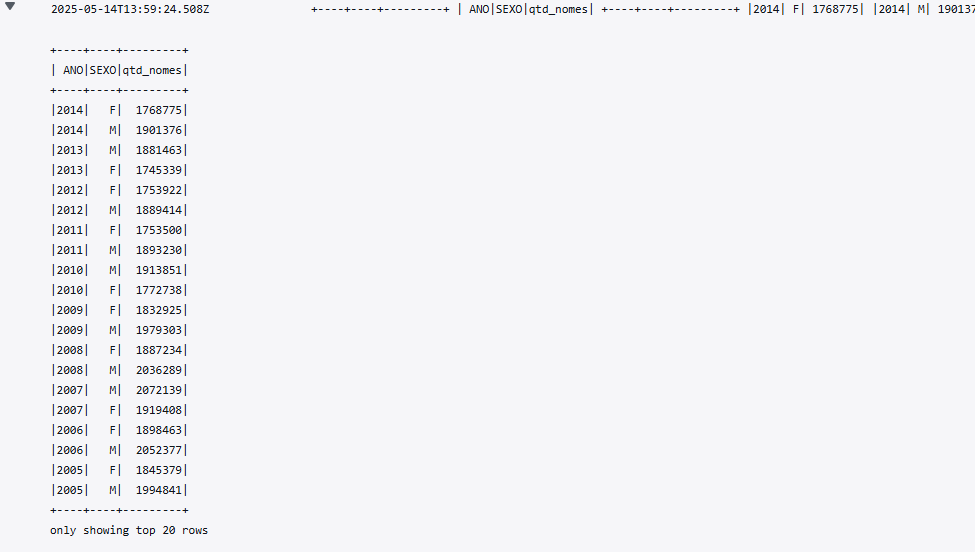 2025-05-14T13:59:24.508Z +----+----+---------+ | ANO|SEXO|qtd_nomes| +----+----+---------+ |2014| F| 1768775| |2014| M| 190137
+----+----+---------+
| ANO|SEXO|qtd_nomes|
+----+----+---------+
|2014|   F|  1768775|
|2014|   M|  1901376|
|2013|   M|  1881463|
|2013|   F|  1745339|
|2012|   F|  1753922|
|2012|   M|  1889414|
|2011|   F|  1753500|
|2011|   M|  1893230|
|2010|   M|  1913851|
|2010|   F|  1772738|
|2009|   F|  1832925|
|2009|   M|  1979303|
|2008|   F|  1887234|
|2008|   M|  2036289|
|2007|   M|  2072139|
|2007|   F|  1919408|
|2006|   F|  1898463|
|2006|   M|  2052377|
|2005|   F|  1845379|
|2005|   M|  1994841|
+----+----+---------+
only showing top 20 rows